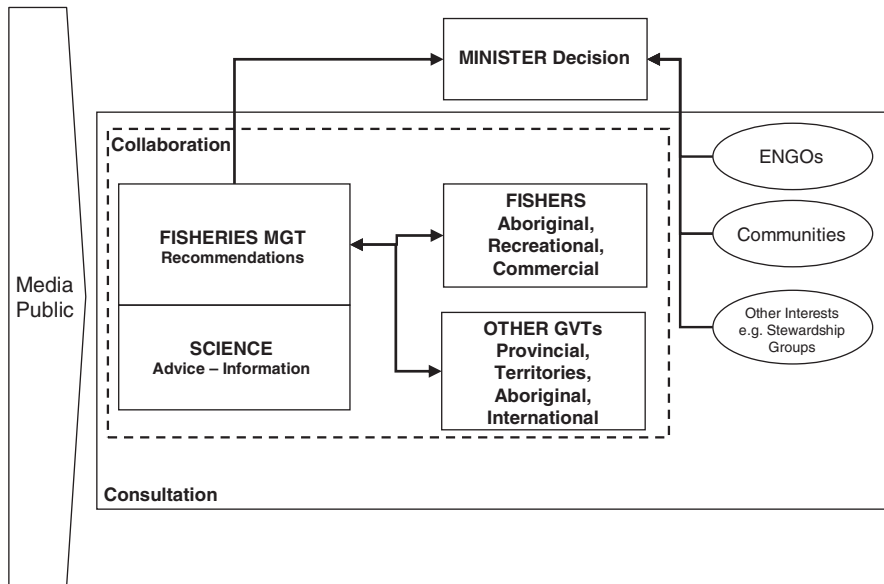 Media
Public
MINISTER Decision
Collaboration
FISHERIES MGT
Recommendations
SCIENCE
Advice – Information
FISHERS
Aboriginal,
Recreational,
Commercial
OTHER GVTs
Provincial,
Territories,
Aboriginal,
International
ENGOs
Communities
Other Interests
e.g. Stewardship
Groups
Consultation